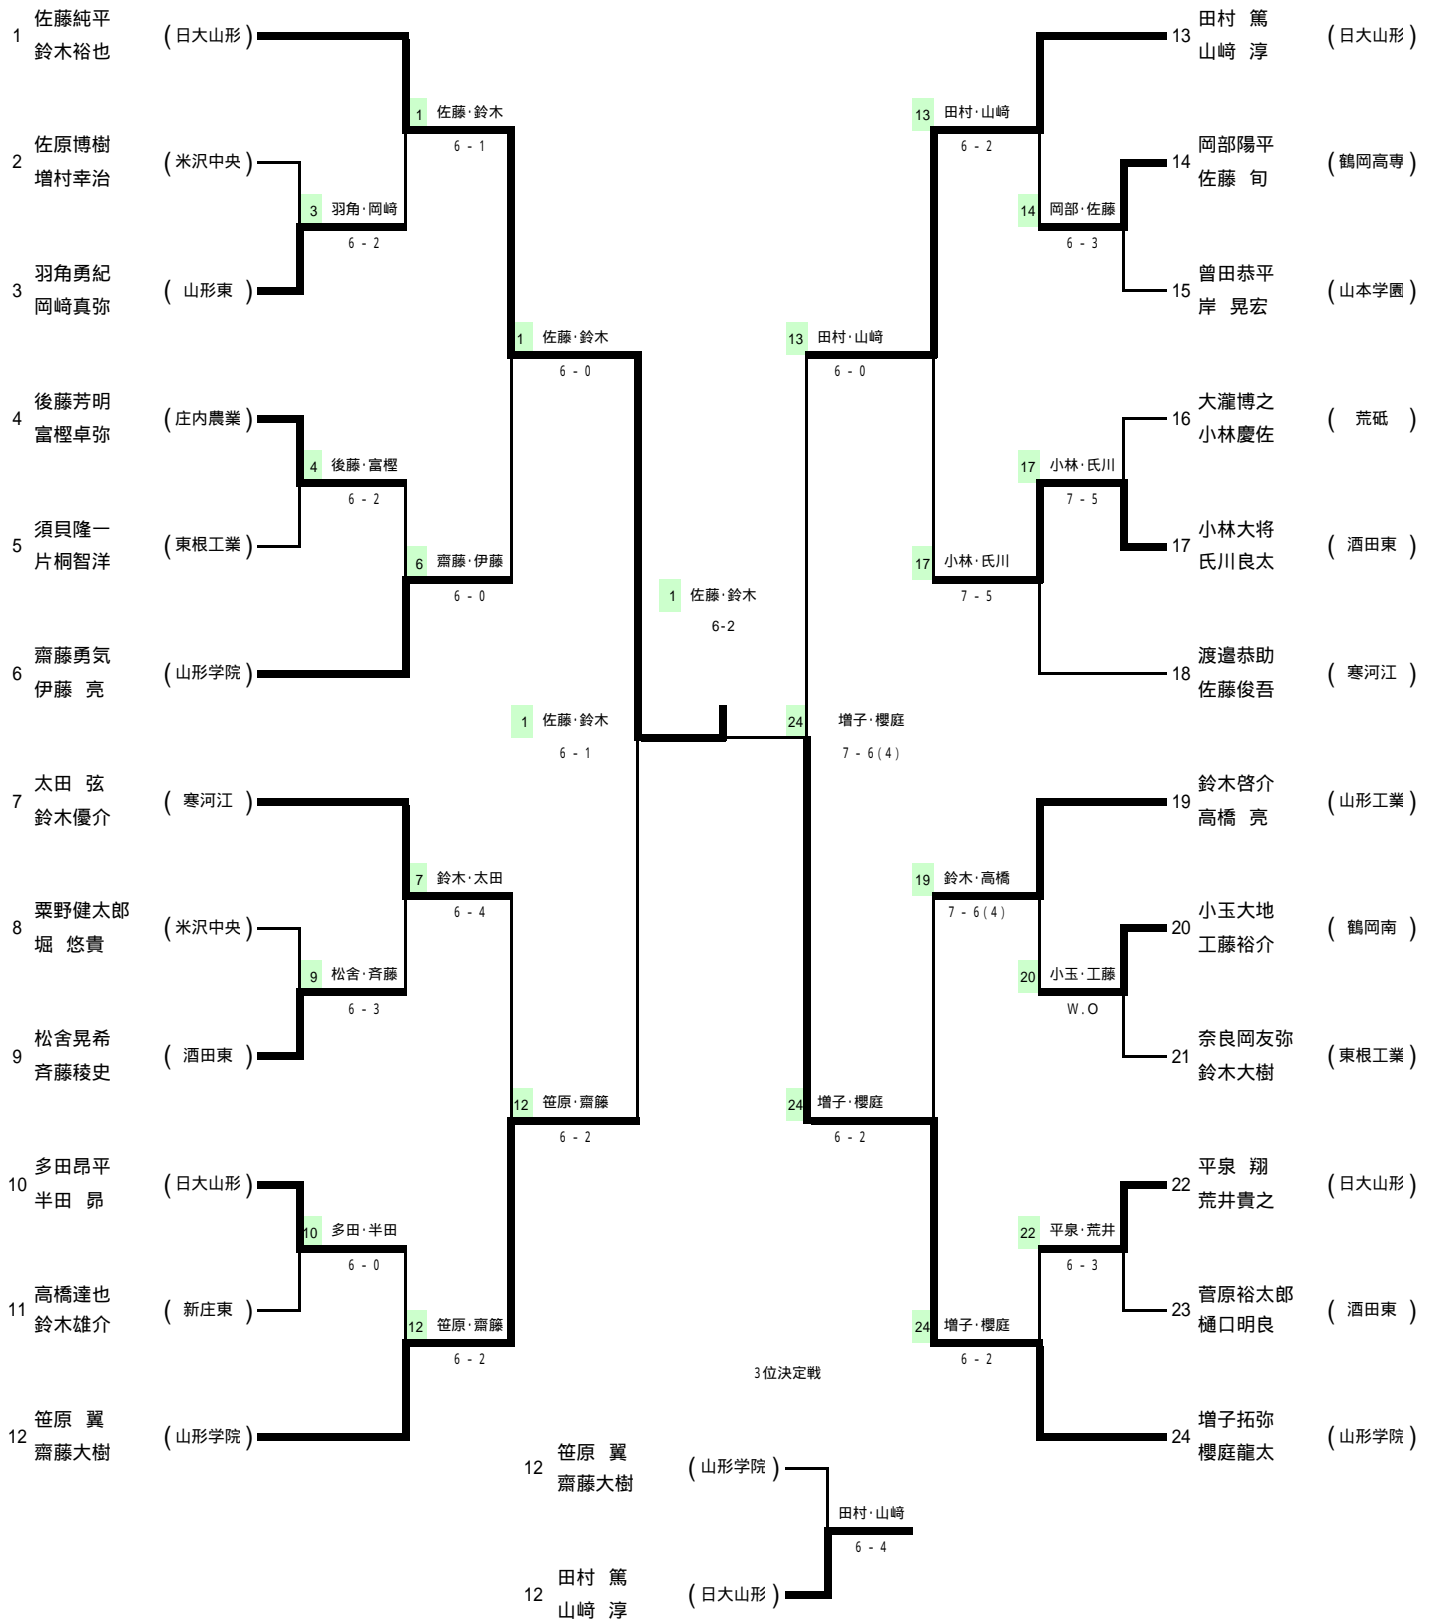 1 佐藤純平 (日大山形)
鈴木裕也
1 佐藤・鈴木
6 - 1
2 佐原博樹 (米沢中央)
増村幸治
3 羽角・岡﨑
6 - 2
3 羽角勇紀 (山形東)
岡﨑真弥
1 佐藤・鈴木
6 - 0
4 後藤芳明 (庄内農業)
富樫卓弥
4 後藤・富樫
6 - 2
5 須貝隆一 (東根工業)
片桐智洋
6 齋藤・伊藤
6 - 0
6 齋藤勇気 (山形学院)
伊藤 亮
1 佐藤・鈴木
6 - 1
7 太田 弦 (寒河江)
鈴木優介
7 鈴木・太田
6 - 4
8 粟野健太郎 (米沢中央)
堀 悠貴
9 松舎・斉藤
6 - 3
9 松舎晃希 (酒田東)
斉藤稜史
12 笹原・齋籐
6 - 2
10 多田昂平 (日大山形)
半田 昴
10 多田・半田
6 - 0
11 高橋達也 (新庄東)
鈴木雄介
12 笹原・齋籐
6 - 2
12 笹原 翼 (山形学院)
齋藤大樹
1 佐藤・鈴木
6-2
13 田村 篤 (日大山形)
山﨑 淳
13 田村・山﨑
6 - 2
14 岡部陽平 (鶴岡高専)
佐藤 旬
14 岡部・佐藤
6 - 3
15 曽田恭平 (山本学園)
岸 晃宏
13 田村・山﨑
6 - 0
16 大瀧博之 (荒砥)
小林慶佐
17 小林・氏川
7 - 5
17 小林大将 (酒田東)
氏川良太
17 小林・氏川
7 - 5
18 渡邉恭助 (寒河江)
佐藤俊吾
24 増子・櫻庭
7 - 6(4)
19 鈴木啓介 (山形工業)
高橋 亮
19 鈴木・高橋
7 - 6(4)
20 小玉大地 (鶴岡南)
工藤裕介
20 小玉・工藤
W.O
21 奈良岡友弥 (東根工業)
鈴木大樹
24 増子・櫻庭
6 - 2
22 平泉 翔 (日大山形)
荒井貴之
22 平泉・荒井
6 - 3
23 菅原裕太郎 (酒田東)
樋口明良
24 増子・櫻庭
6 - 2
24 増子拓弥 (山形学院)
櫻庭龍太
3位決定戦
12 笹原 翼 (山形学院)
齋藤大樹
田村・山﨑
6 - 4
12 田村 篤 (日大山形)
山﨑 淳